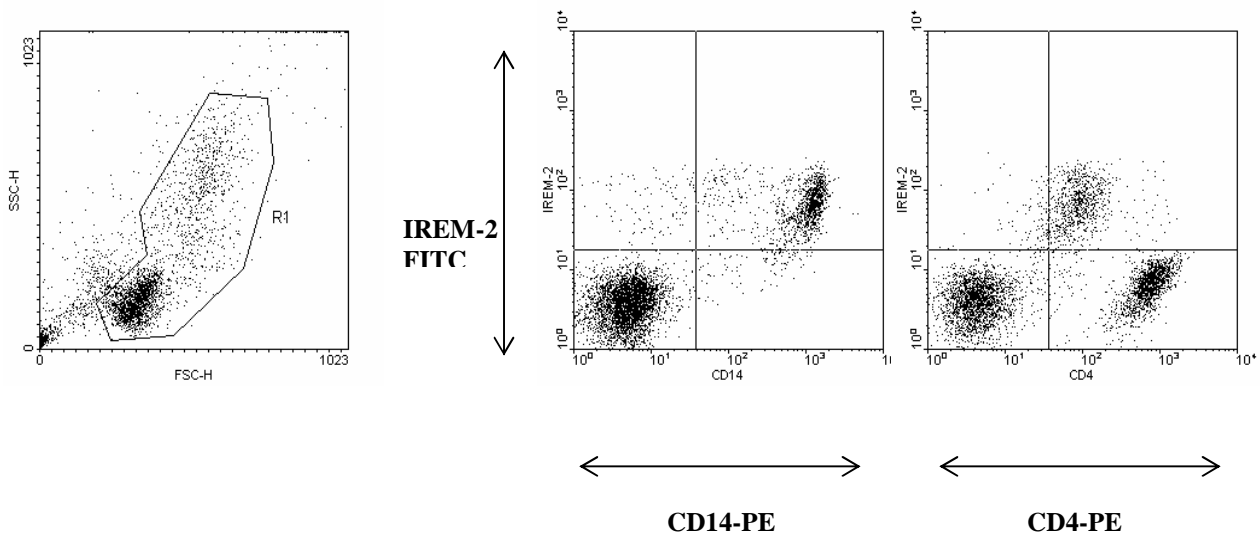 1023
SSC-H
R1
0
0 1023
FSC-H
IREM-2
FITC
10⁴
10³
10²
10¹
10⁰
IREM-2
10⁰ 10¹ 10² 10³
CD14
10⁴
10³
10²
10¹
10⁰
IREM-2
10⁰ 10¹ 10² 10³ 10⁴
CD4
CD14-PE
CD4-PE